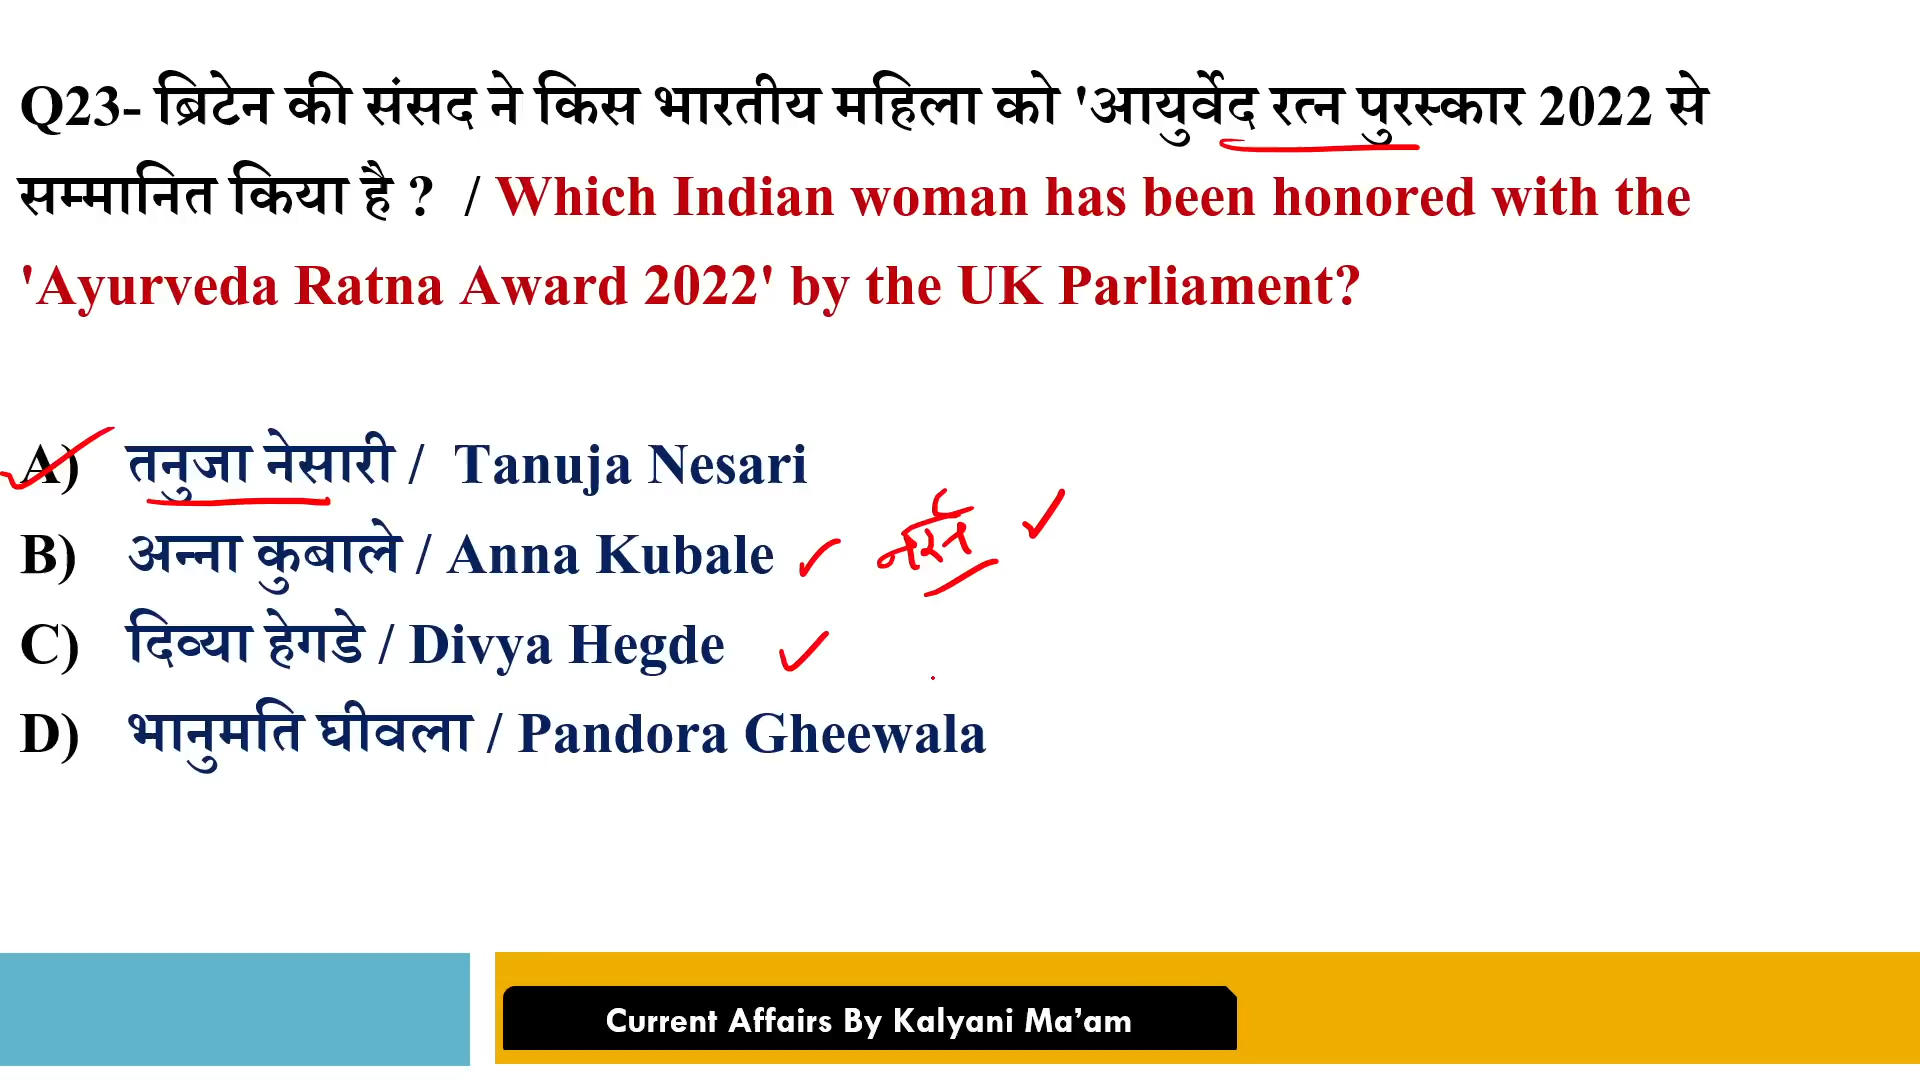 Q23- ब्रिटेन की संसद ने किस भारतीय महिला को 'आयुर्वेद रत्न पुरस्कार 2022 से
सम्मानित किया है ? / Which Indian woman has been honored with the
'Ayurveda Ratna Award 2022' by the UK Parliament?
A) तनुजा नेसारी / Tanuja Nesari
B) अन्ना कुबाले / Anna Kubale
C) दिव्या हेगडे / Divya Hegde
D) भानुमति घीवला / Pandora Gheewala
Current Affairs By Kalyani Ma’am